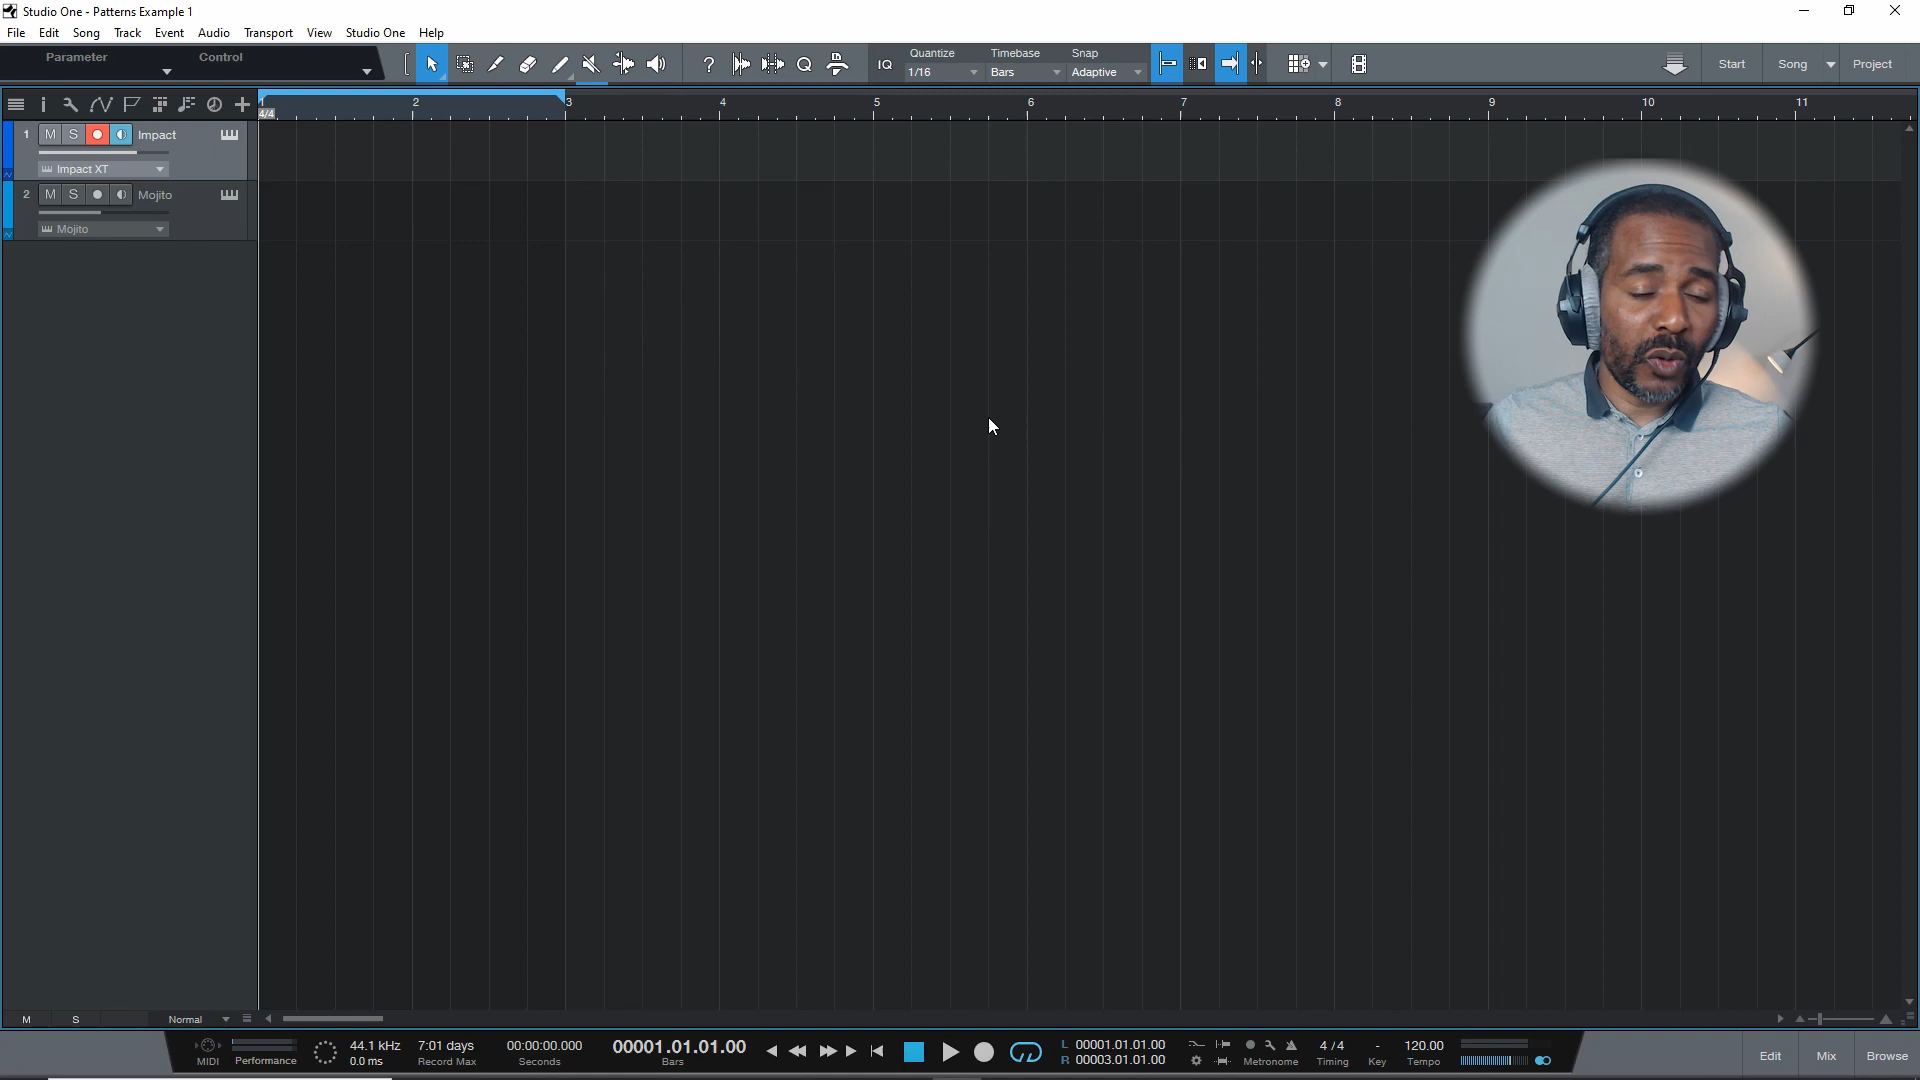 Studio One - Patterns Example 1
File Edit Song Track Event Audio Transport View Studio One Help
Parameter Control
? Q IQ Quantize 1/16 Timebase Bars Snap Adaptive
Start Song Project
i 1 2 3 4 5 6 7 8 9 10 11
4/4
1 M S Impact
Impact XT
2 M S Mojito
Mojito
M S Normal
MIDI Performance
44.1 kHz
0.0 ms
7:01 days
Record Max
00:00:00.000
Seconds
00001.01.01.00
Bars
L 00001.01.01.00
R 00003.01.01.00
Metronome
4 / 4
Timing
-
Key
120.00
Tempo
Edit Mix Browse